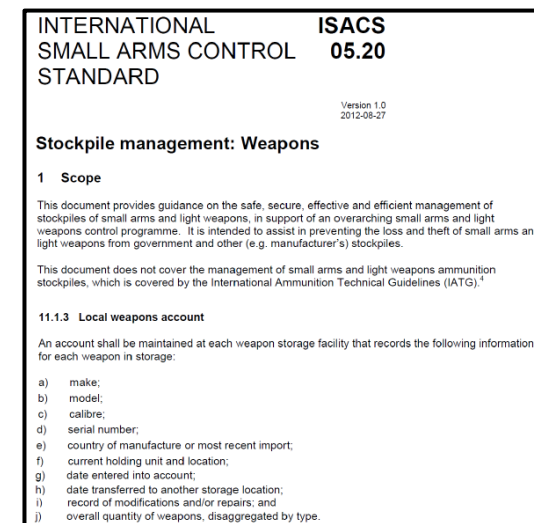 INTERNATIONAL ISACS
SMALL ARMS CONTROL 05.20
STANDARD
Version 1.0
2012-08-27
Stockpile management: Weapons
1 Scope
This document provides guidance on the safe, secure, effective and efficient management of
stockpiles of small arms and light weapons, in support of an overarching small arms and light
weapons control programme. It is intended to assist in preventing the loss and theft of small arms an
light weapons from government and other (e.g. manufacturer's) stockpiles.
This document does not cover the management of small arms and light weapons ammunition
stockpiles, which is covered by the International Ammunition Technical Guidelines (IATG).4
11.1.3 Local weapons account
An account shall be maintained at each weapon storage facility that records the following information
for each weapon in storage:
a) make;
b) model;
c) calibre;
d) serial number;
e) country of manufacture or most recent import;
f) current holding unit and location;
g) date entered into account;
h) date transferred to another storage location;
i) record of modifications and/or repairs; and
j) overall quantity of weapons, disaggregated by type.